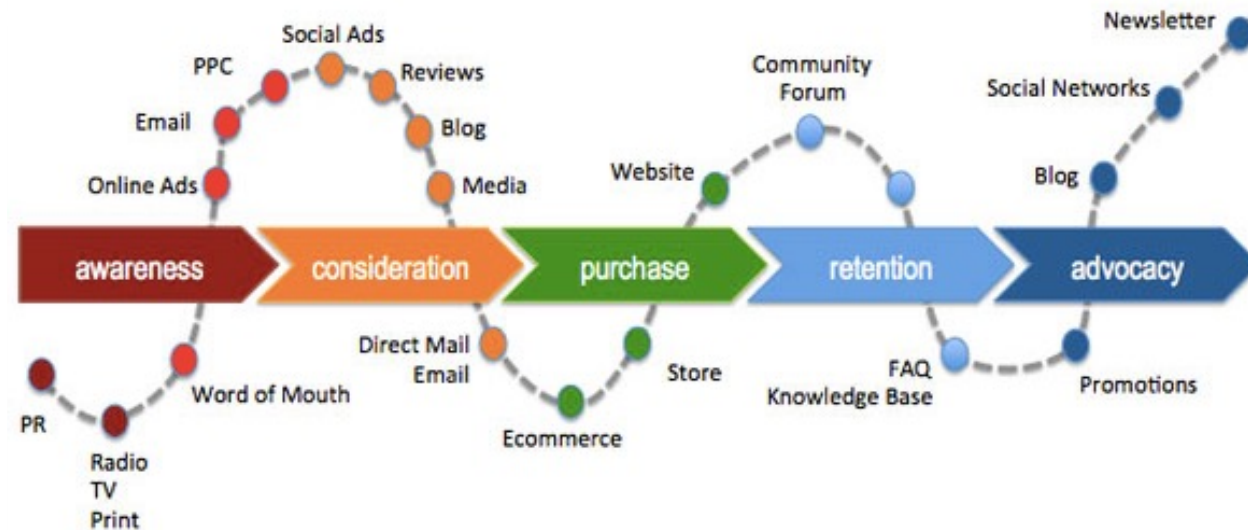 Newsletter
Social Ads
PPC
Reviews
Community
Forum
Social Networks
Email
Blog
Online Ads
Media
Website
Blog
awareness
consideration
purchase
retention
advocacy
Direct Mail
Email
Store
FAQ
Knowledge Base
Promotions
Word of Mouth
PR
Ecommerce
Radio
TV
Print